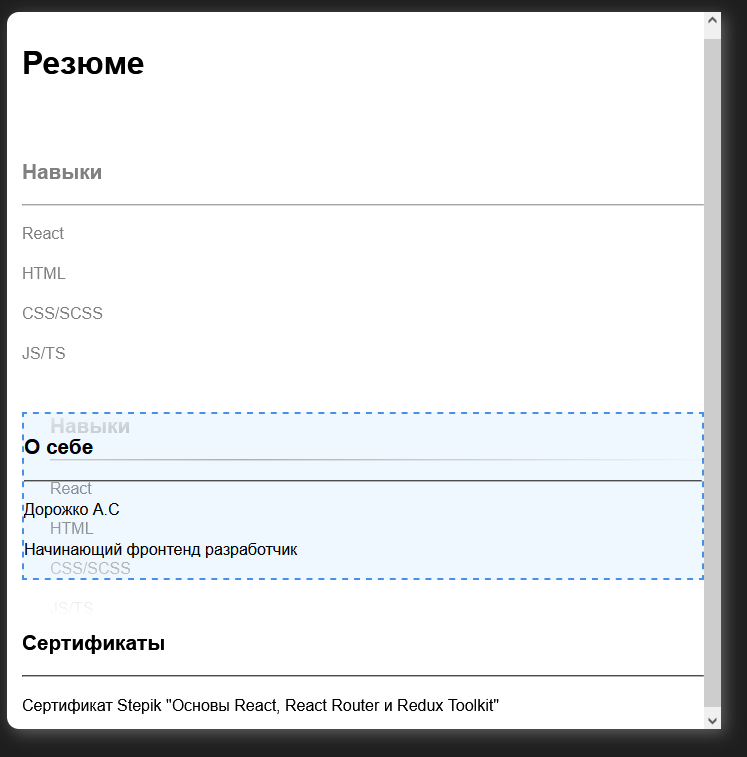 Резюме
Навыки
React
HTML
CSS/SCSS
JS/TS
Навыки
О себе
React
Дорожко А.С
HTML
Начинающий фронтенд разработчик
CSS/SCSS
JS/TS
Сертификаты
Сертификат Stepik "Основы React, React Router и Redux Toolkit"